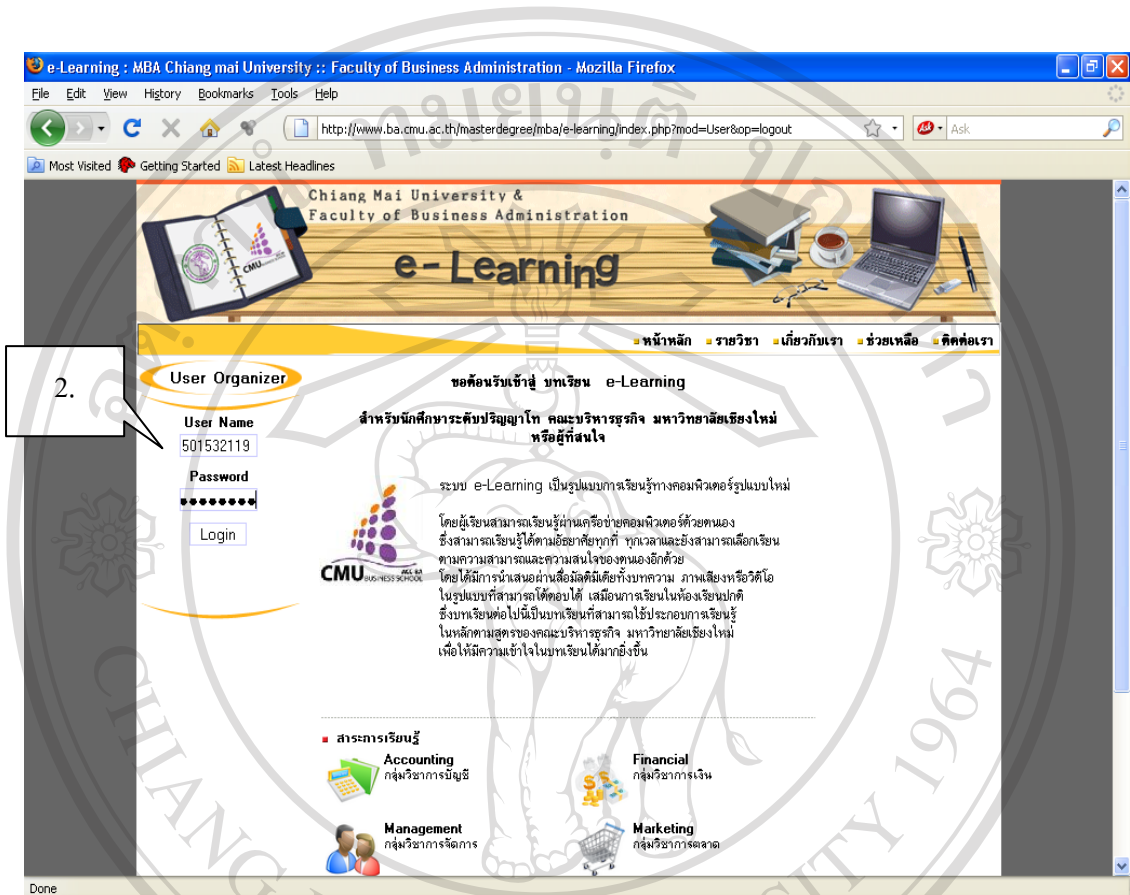 e-Learning : MBA Chiang mai University :: Faculty of Business Administration - Mozilla Firefox
File Edit View History Bookmarks Tools Help
http://www.ba.cmu.ac.th/masterdegree/mba/e-learning/index.php?mod=User&op=logout
Ask
Most Visited Getting Started Latest Headlines
Chiang Mai University &
Faculty of Business Administration
e-Learning
หน้าหลัก รายวิชา เกี่ยวกับเรา ช่วยเหลือ ติดต่อเรา
2.
User Organizer
User Name
501532119
Password
Login
ขอต้อนรับเข้าสู่ บทเรียน e-Learning
สำหรับนักศึกษาระดับปริญญาโท คณะบริหารธุรกิจ มหาวิทยาลัยเชียงใหม่
หรือผู้ที่สนใจ
CMU BUSINESS SCHOOL
ระบบ e-Learning เป็นรูปแบบการเรียนรู้ทางคอมพิวเตอร์รูปแบบใหม่
โดยผู้เรียนสามารถเรียนรู้ผ่านเครือข่ายคอมพิวเตอร์ด้วยตนเอง
ซึ่งสามารถเรียนรู้ได้ตามอัธยาศัยทุกที่ ทุกเวลาและยังสามารถเลือกเรียน
ตามความสามารถและความสนใจของตนเองอีกด้วย
โดยได้มีการนำเสนอผ่านสื่อมัลติมีเดียทั้งบทความ ภาพเสียงหรือวิดีโอ
ในรูปแบบที่สามารถโต้ตอบได้ เสมือนการเรียนในห้องเรียนปกติ
ซึ่งบทเรียนต่อไปนี้เป็นบทเรียนที่สามารถใช้ประกอบการเรียนรู้
ในหลักตามสูตรของคณะบริหารธุรกิจ มหาวิทยาลัยเชียงใหม่
เพื่อให้มีความเข้าใจในบทเรียนได้มากยิ่งขึ้น
สาระการเรียนรู้
Accounting
กลุ่มวิชาการบัญชี
Financial
กลุ่มวิชาการเงิน
Management
กลุ่มวิชาการจัดการ
Marketing
กลุ่มวิชาการตลาด
Done